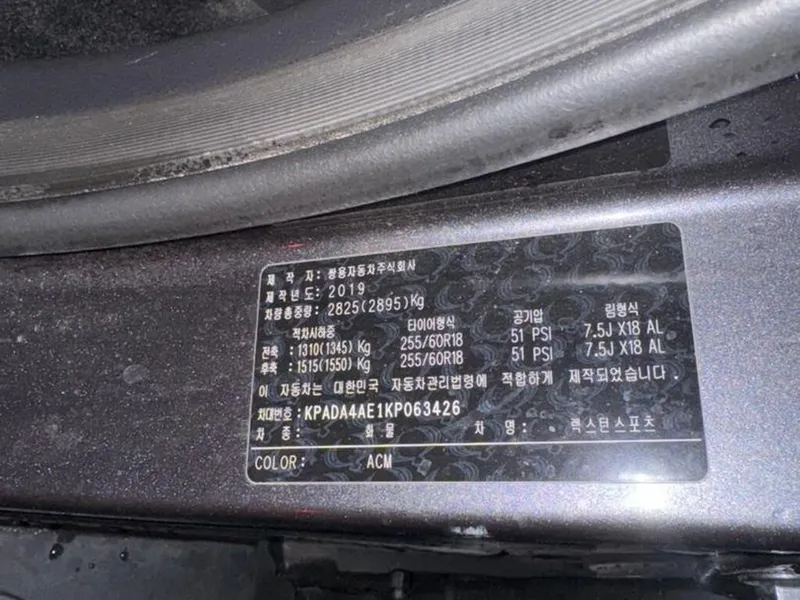 제 작 자: 쌍용자동차주식회사
제작년도: 2019
차량총중량: 2825(2895)Kg
적차시하중 타이어형식 공기압 림형식
전축: 1310(1345) Kg 255/60R18 51 PSI 7.5J X18 AL
후축: 1515(1550) Kg 255/60R18 51 PSI 7.5J X18 AL
이 자동차는 대한민국 자동차관리법령에 적합하게 제작되었습니다.
차대번호: KPADA4AE1KP063426
차 종: 화 물 차 명: 렉스턴스포츠
COLOR: ACM